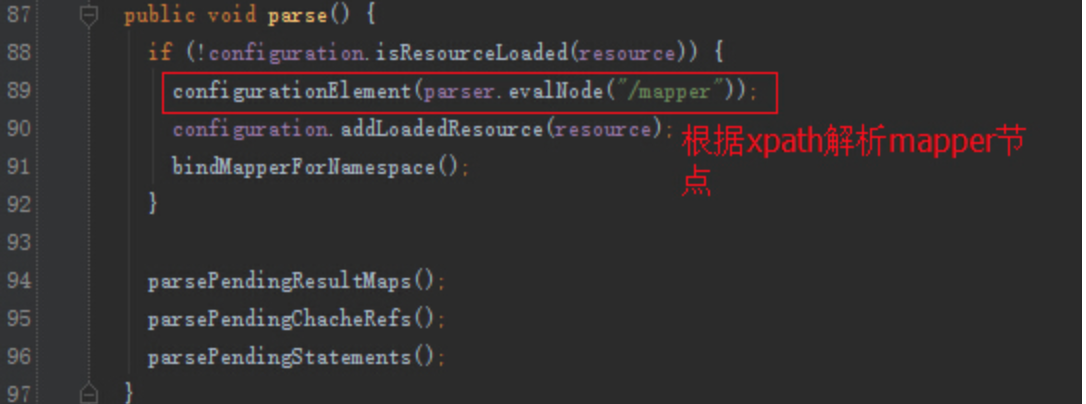 87 public void parse() {
88 if (!configuration.isResourceLoaded(resource)) {
89 configurationElement(parser.evalNode("/mapper"));
90 configuration.addLoadedResource(resource);
根据xpath解析mapper节
点
91 bindMapperForNamespace();
92 }
93
94 parsePendingResultMaps();
95 parsePendingChacheRefs();
96 parsePendingStatements();
97 }